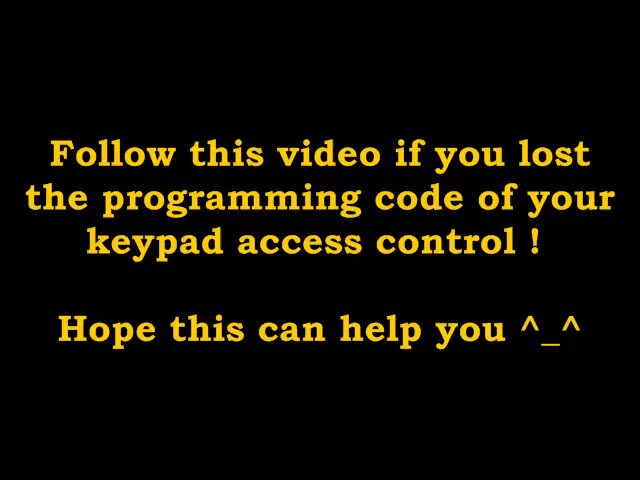 Follow this video if you lost
the programming code of your
keypad access control !
Hope this can help you ^_^